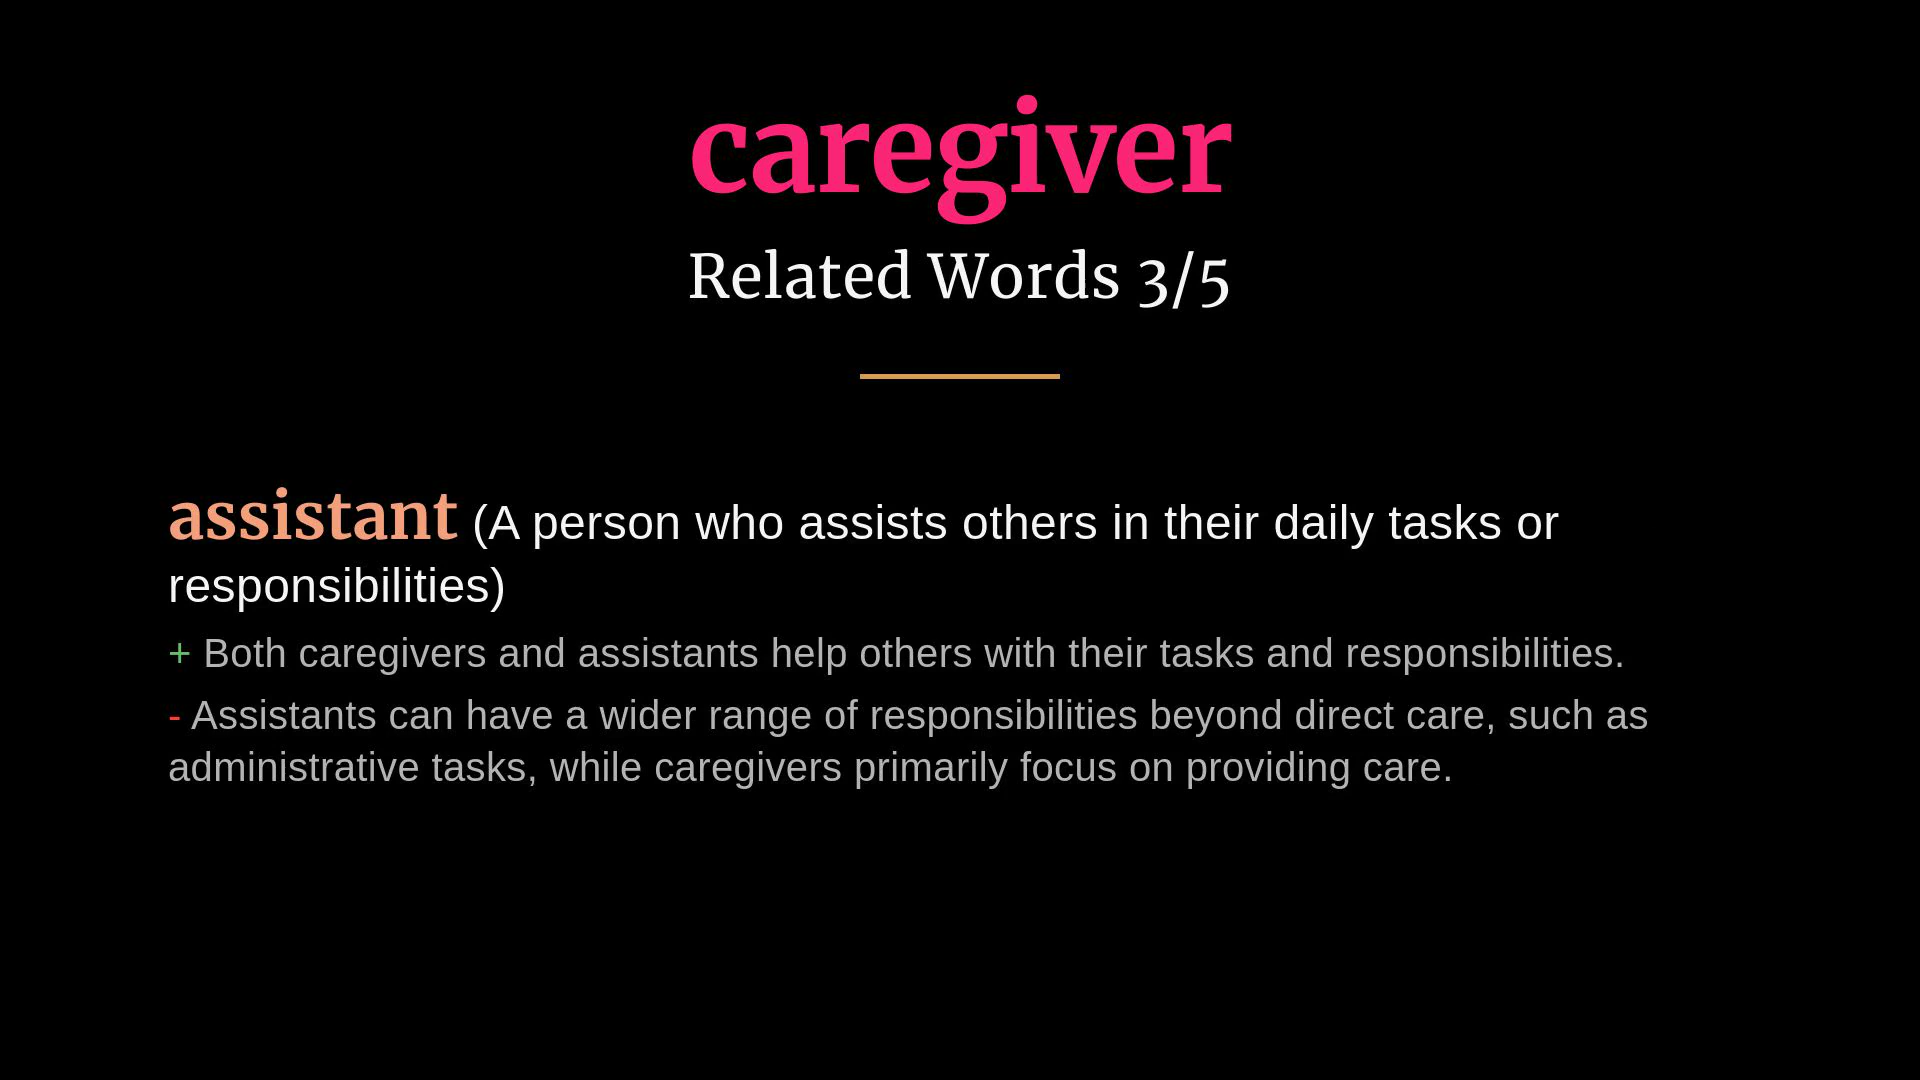 caregiver
Related Words 3/5
assistant (A person who assists others in their daily tasks or
responsibilities)
+ Both caregivers and assistants help others with their tasks and responsibilities.
- Assistants can have a wider range of responsibilities beyond direct care, such as
administrative tasks, while caregivers primarily focus on providing care.